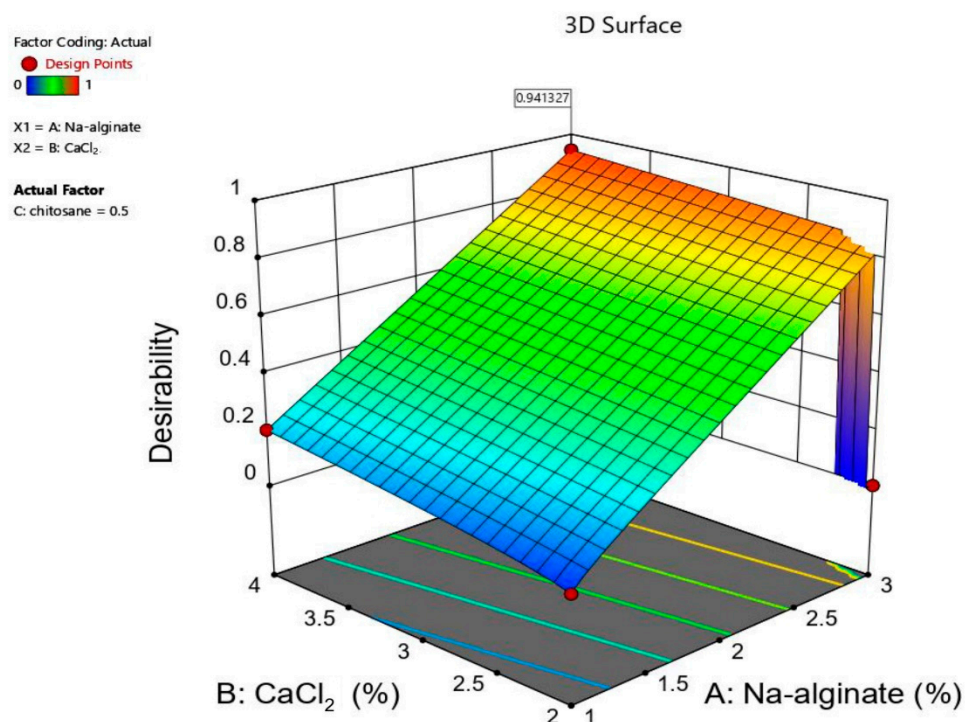 3D Surface
Factor Coding: Actual
Design Points
0 1
X1 = A: Na-alginate
X2 = B: CaCl₂
Actual Factor
C: chitosane = 0.5
0.941327
1
0.8
0.6
0.4
0.2
0
Desirability
4
3.5
3
2.5
2
B: CaCl₂ (%)
1
1.5
2
2.5
3
A: Na-alginate (%)